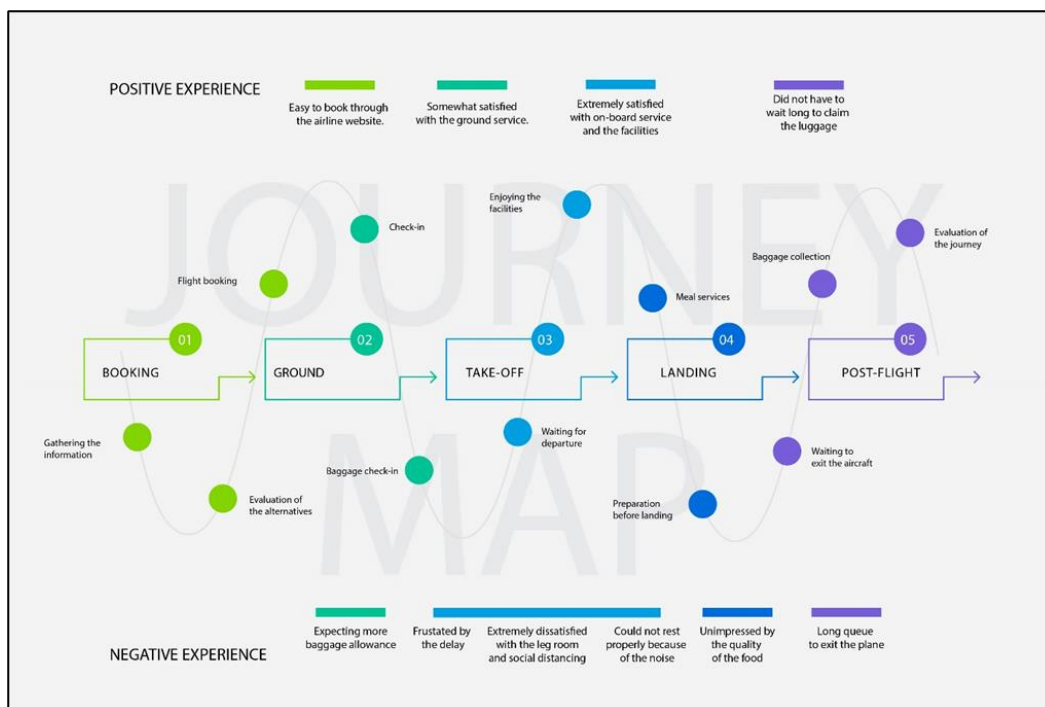 POSITIVE EXPERIENCE
Easy to book through
the airline website.
Somewhat satisfied
with the ground service.
Extremely satisfied
with on-board service
and the facilities
Did not have to
wait long to claim
the luggage
JOURNEY
MAP
Enjoying the
facilities
Check-in
Evaluation of
the journey
Flight booking
Baggage collection
Meal services
01
BOOKING
02
GROUND
03
TAKE-OFF
04
LANDING
05
POST-FLIGHT
Gathering the
information
Evaluation of
the alternatives
Baggage check-in
Waiting for
departure
Preparation
before landing
Waiting to
exit the aircraft
NEGATIVE EXPERIENCE
Expecting more
baggage allowance
Frustated by
the delay
Extremely dissatisfied
with the leg room
and social distancing
Could not rest
properly because
of the noise
Unimpressed by
the quality
of the food
Long queue
to exit the plane